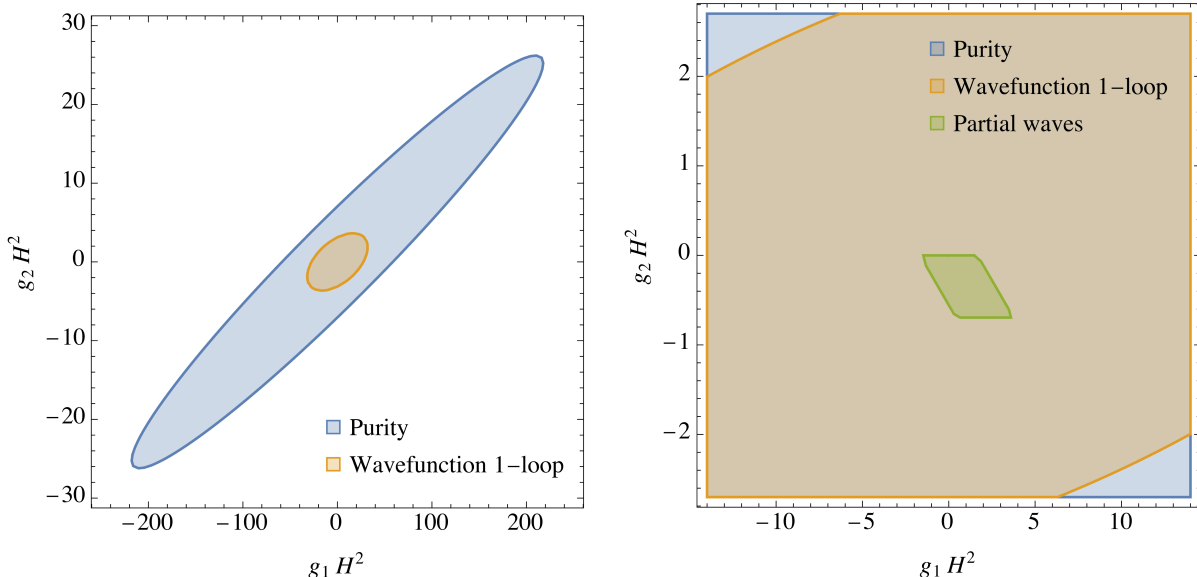 30
20
10
0
−10
−20
−30
−200
−100
0
100
200
g₂ H²
g₁ H²
Purity
Wavefunction 1−loop
2
1
0
−1
−2
−10
−5
0
5
10
g₂ H²
g₁ H²
Purity
Wavefunction 1−loop
Partial waves